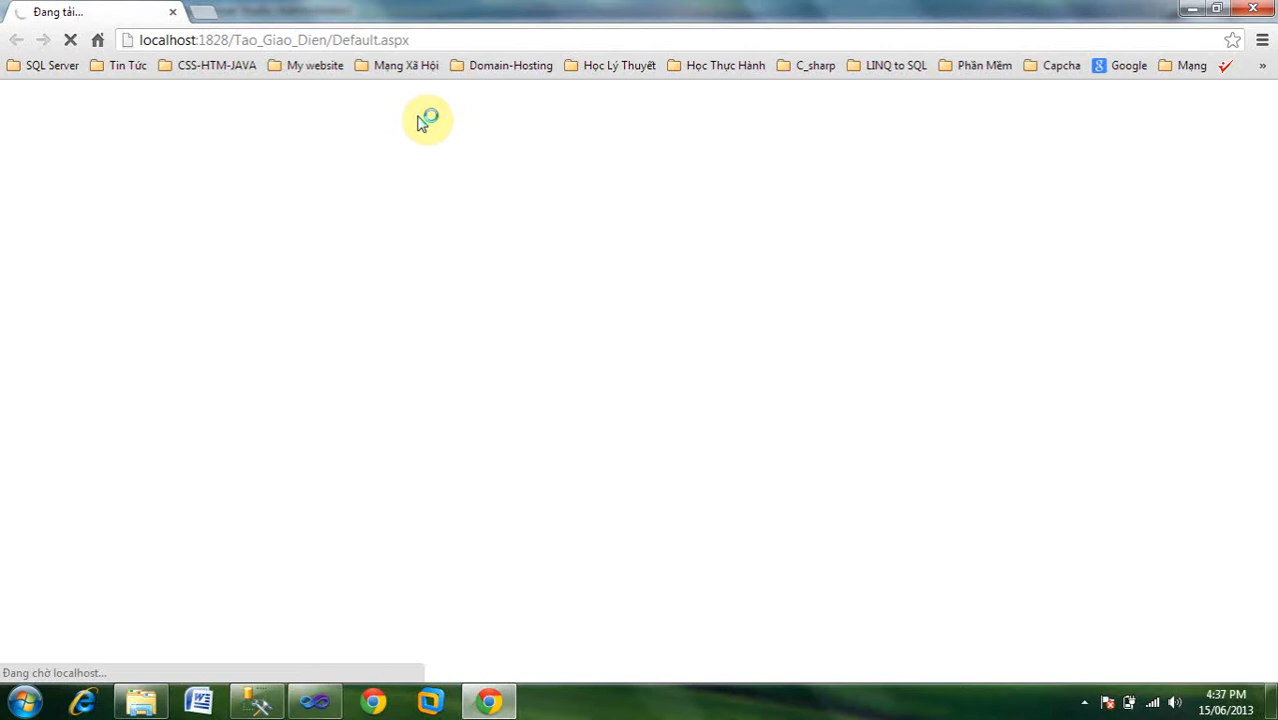 Đang tải...
localhost:1828/Tao_Giao_Dien/Default.aspx
SQL Server Tin Tức CSS-HTM-JAVA My website Mạng Xã Hội Domain-Hosting Học Lý Thuyết Học Thực Hành C_sharp LINQ to SQL Phần Mềm Capcha Google Mạng »
Đang chờ localhost...
4:37 PM
15/06/2013